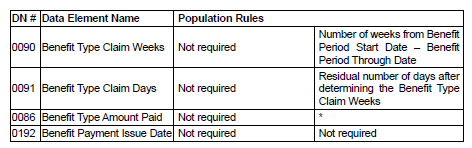 DN # Data Element Name Population Rules
0090 Benefit Type Claim Weeks Not required Number of weeks from Benefit
Period Start Date – Benefit
Period Through Date
0091 Benefit Type Claim Days Not required Residual number of days after
determining the Benefit Type
Claim Weeks
0086 Benefit Type Amount Paid Not required *
0192 Benefit Payment Issue Date Not required Not required